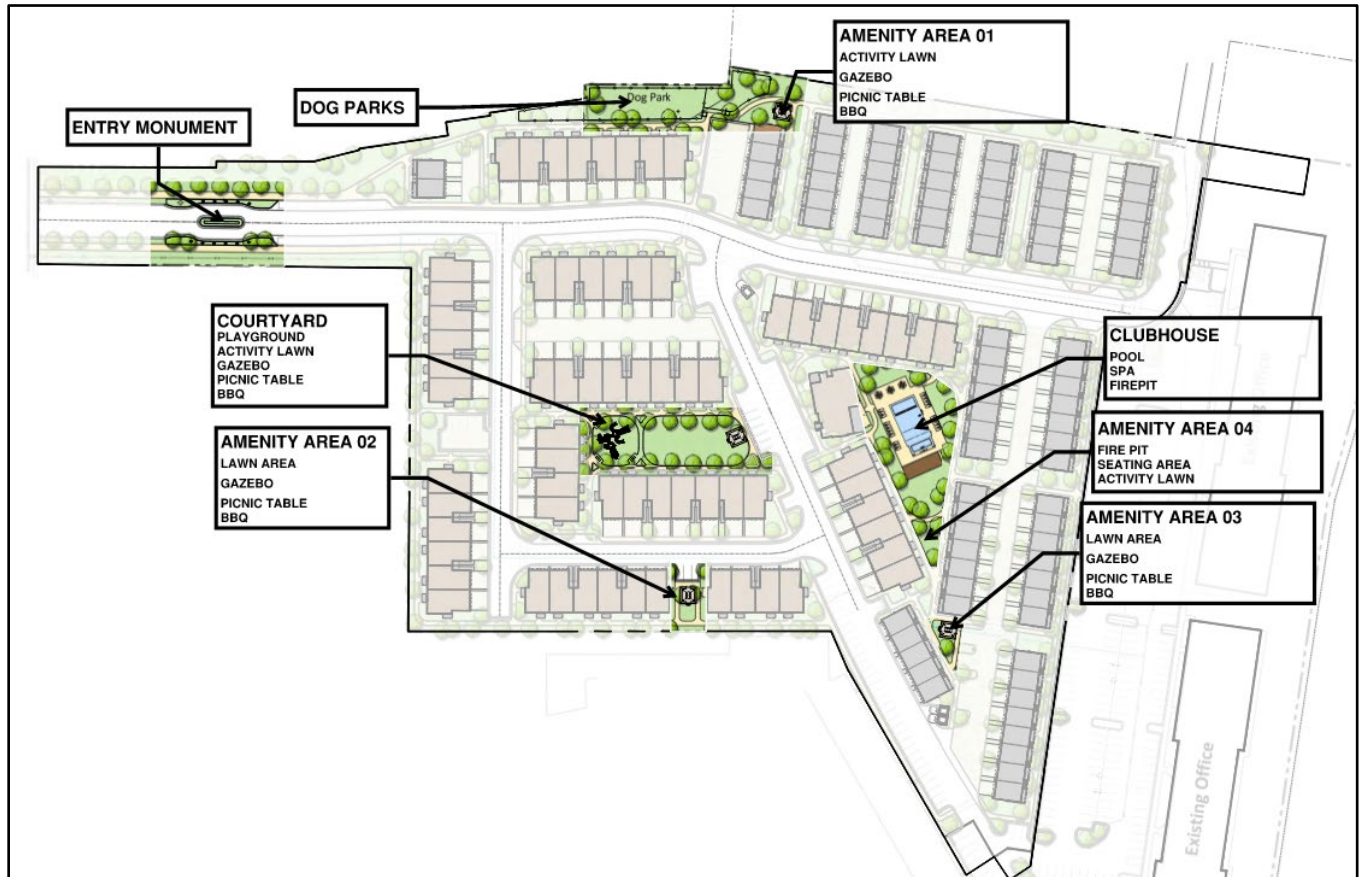 AMENITY AREA 01
ACTIVITY LAWN
GAZEBO
PICNIC TABLE
BBQ
DOG PARKS
Dog Park
ENTRY MONUMENT
COURTYARD
PLAYGROUND
ACTIVITY LAWN
GAZEBO
PICNIC TABLE
BBQ
CLUBHOUSE
POOL
SPA
FIREPIT
AMENITY AREA 02
LAWN AREA
GAZEBO
PICNIC TABLE
BBQ
AMENITY AREA 04
FIRE PIT
SEATING AREA
ACTIVITY LAWN
AMENITY AREA 03
LAWN AREA
GAZEBO
PICNIC TABLE
BBQ
Existing Office